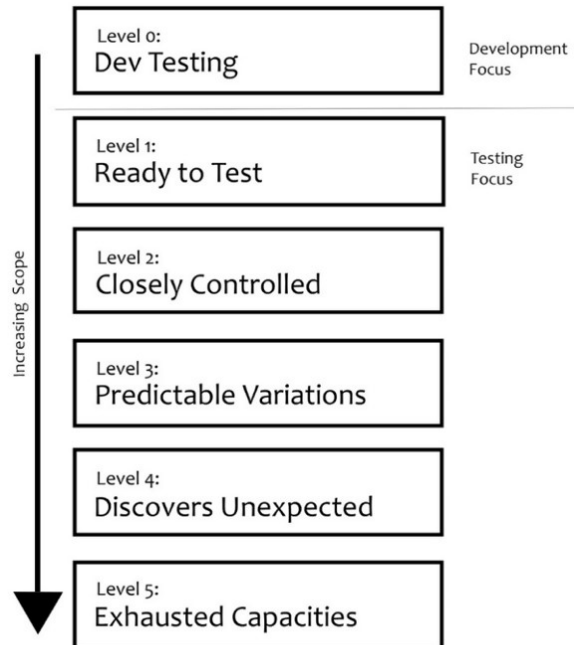 Level 0:
Dev Testing
Development
Focus
Level 1:
Ready to Test
Testing
Focus
Level 2:
Closely Controlled
Increasing Scope
Level 3:
Predictable Variations
Level 4:
Discovers Unexpected
Level 5:
Exhausted Capacities